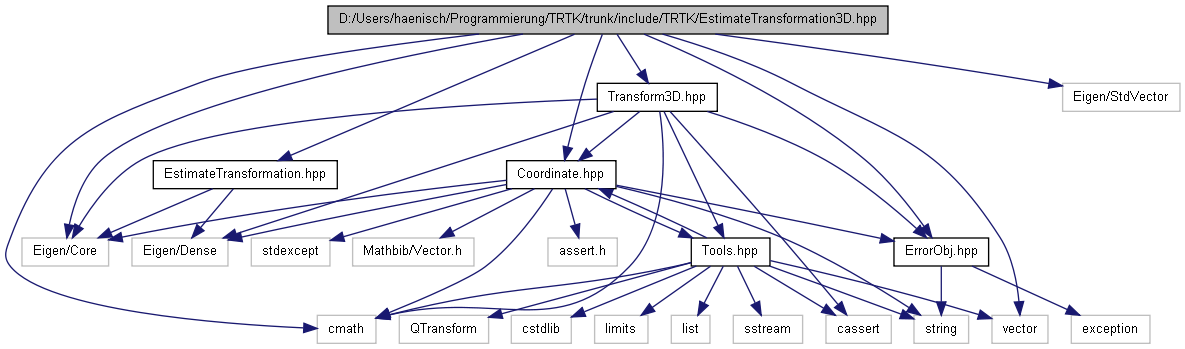 D:/Users/haenisch/Programmierung/TRTK/trunk/include/TRTK/EstimateTransformation3D.hpp
Transform3D.hpp
Eigen/StdVector
EstimateTransformation.hpp
Coordinate.hpp
Eigen/Core
Eigen/Dense
stdexcept
Mathbib/Vector.h
assert.h
Tools.hpp
ErrorObj.hpp
cmath
QTransform
cstdlib
limits
list
sstream
cassert
string
vector
exception